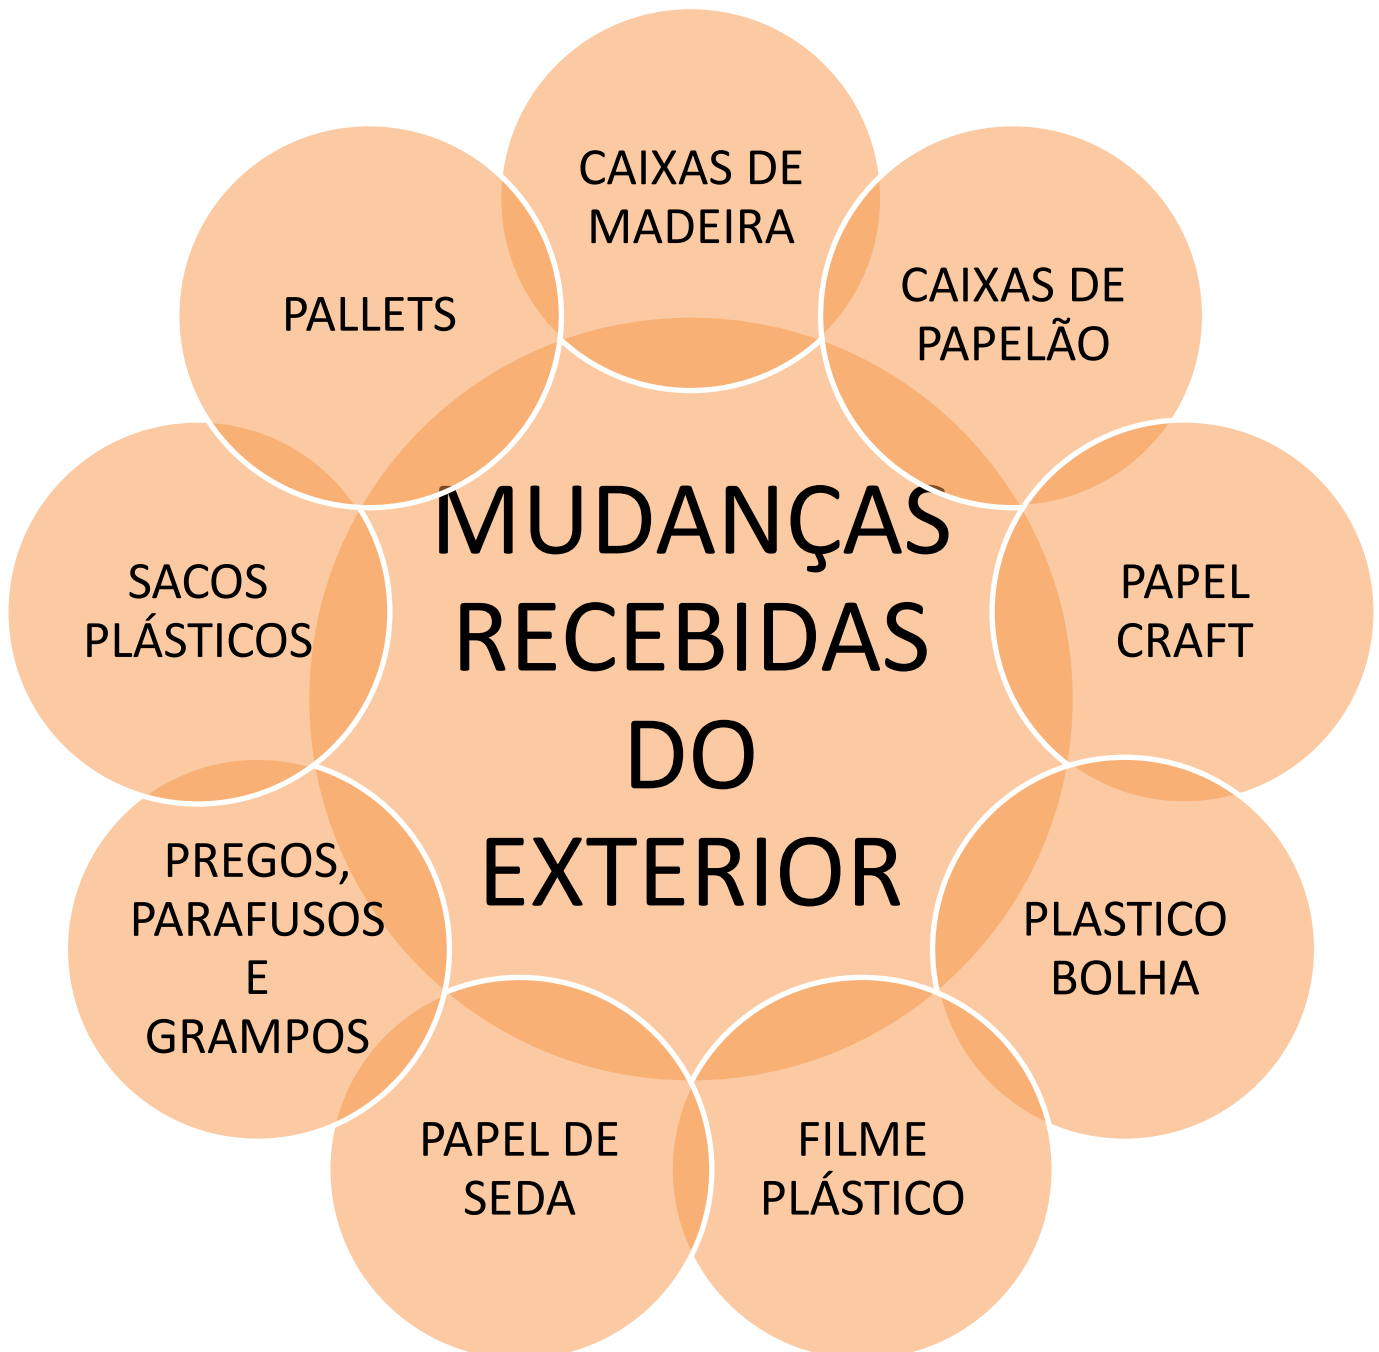 CAIXAS DE
MADEIRA
CAIXAS DE
PAPELÃO
PAPEL
CRAFT
PLASTICO
BOLHA
FILME
PLÁSTICO
PAPEL DE
SEDA
PREGOS,
PARAFUSOS
E
GRAMPOS
SACOS
PLÁSTICOS
PALLETS
MUDANÇAS
RECEBIDAS
DO
EXTERIOR